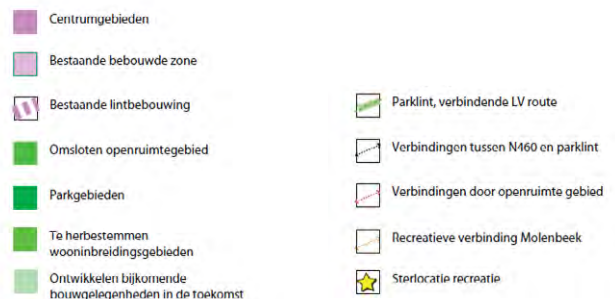 Centrumgebieden
Bestaande bebouwde zone
Bestaande lintbebouwing
Omsloten openruimtegebied
Parkgebieden
Te herbestemmen
wooninbreidingsgebieden
Ontwikkelen bijkomende
bouwgelegenheden in de toekomst
Parklint, verbindende LV route
Verbindingen tussen N460 en parklint
Verbindingen door openruimte gebied
Recreatieve verbinding Molenbeek
Sterlocatie recreatie